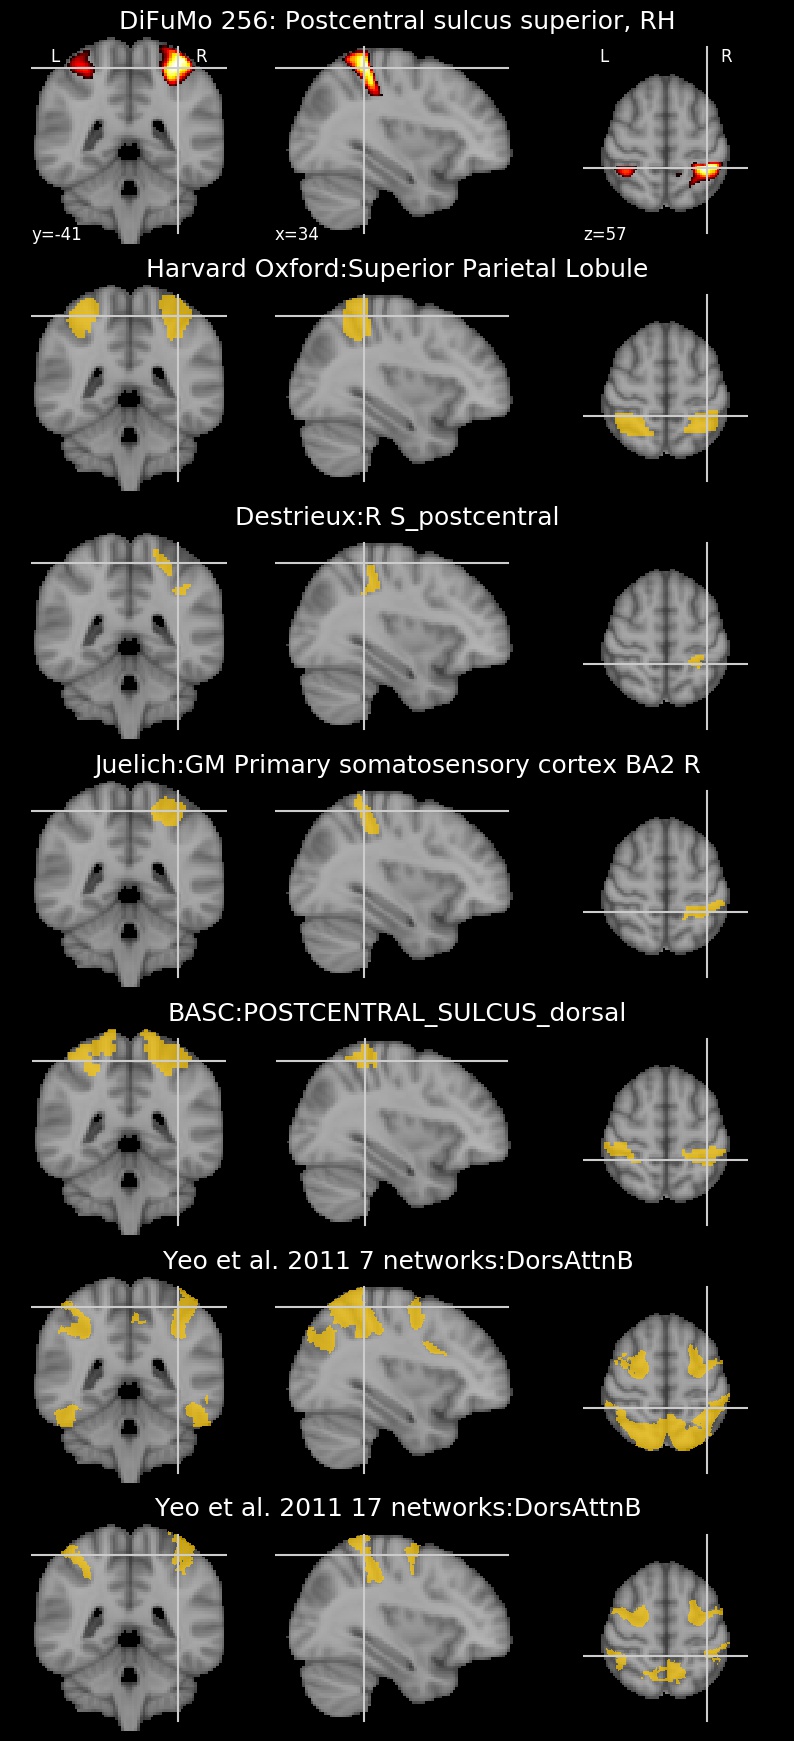 DiFuMo 256: Postcentral sulcus superior, RH
L R L R
y=-41 x=34 z=57
Harvard Oxford:Superior Parietal Lobule
Destrieux:R S_postcentral
Juelich:GM Primary somatosensory cortex BA2 R
BASC:POSTCENTRAL_SULCUS_dorsal
Yeo et al. 2011 7 networks:DorsAttnB
Yeo et al. 2011 17 networks:DorsAttnB